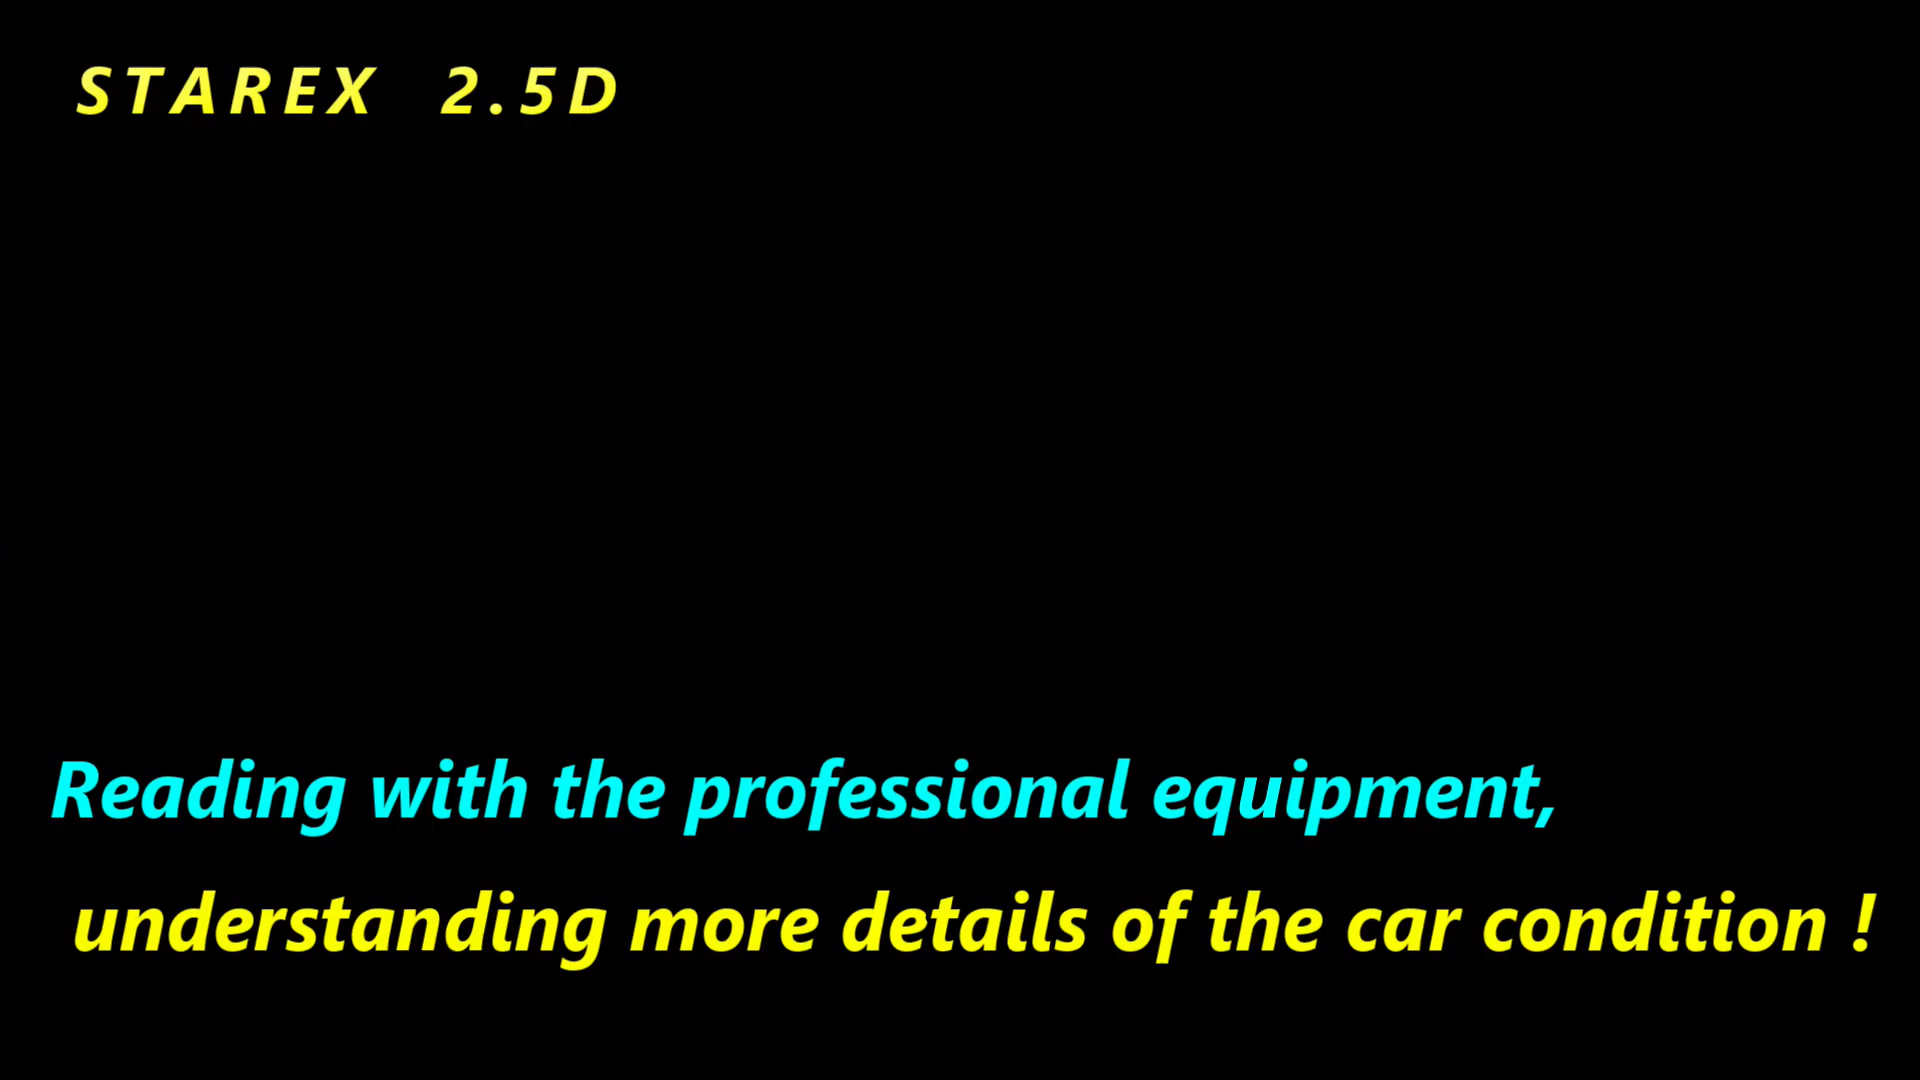 STAREX 2.5D
Reading with the professional equipment,
understanding more details of the car condition !